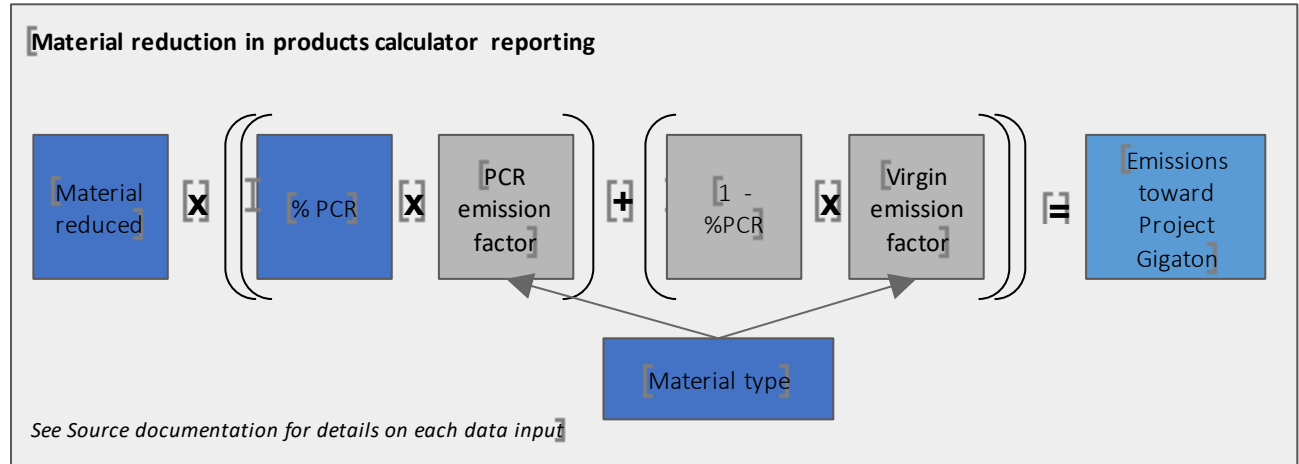 Material reduction in products calculator reporting
Material
reduced
x
% PCR
x
PCR
emission
factor
+
1 -
%PCR
x
Virgin
emission
factor
=
Emissions
toward
Project
Gigaton
Material type
See Source documentation for details on each data input